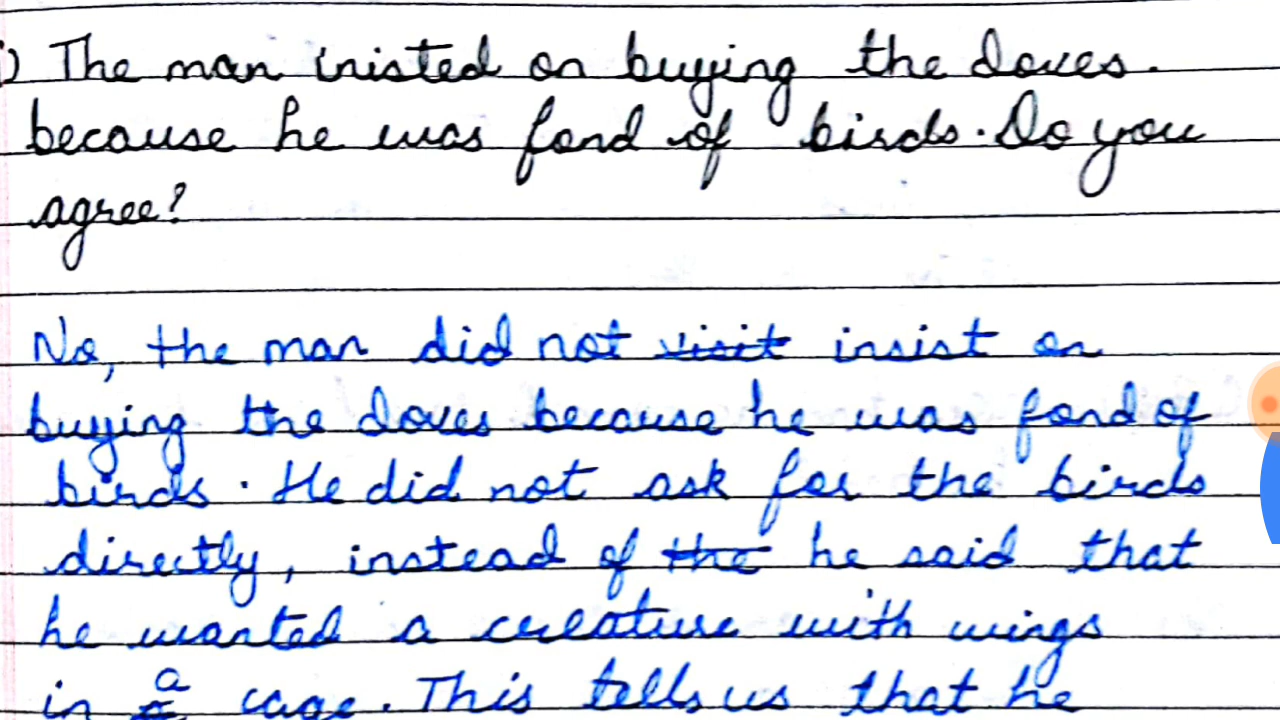 i) The man inisted on buying the doves.
because he was fond of birds. Do you
agree?
No, the man did not visit insist on
buying the doves because he was fond of
birds. He did not ask for the birds
directly, instead of the he said that
he wanted a creature with wings
in a cage. This tells us that he